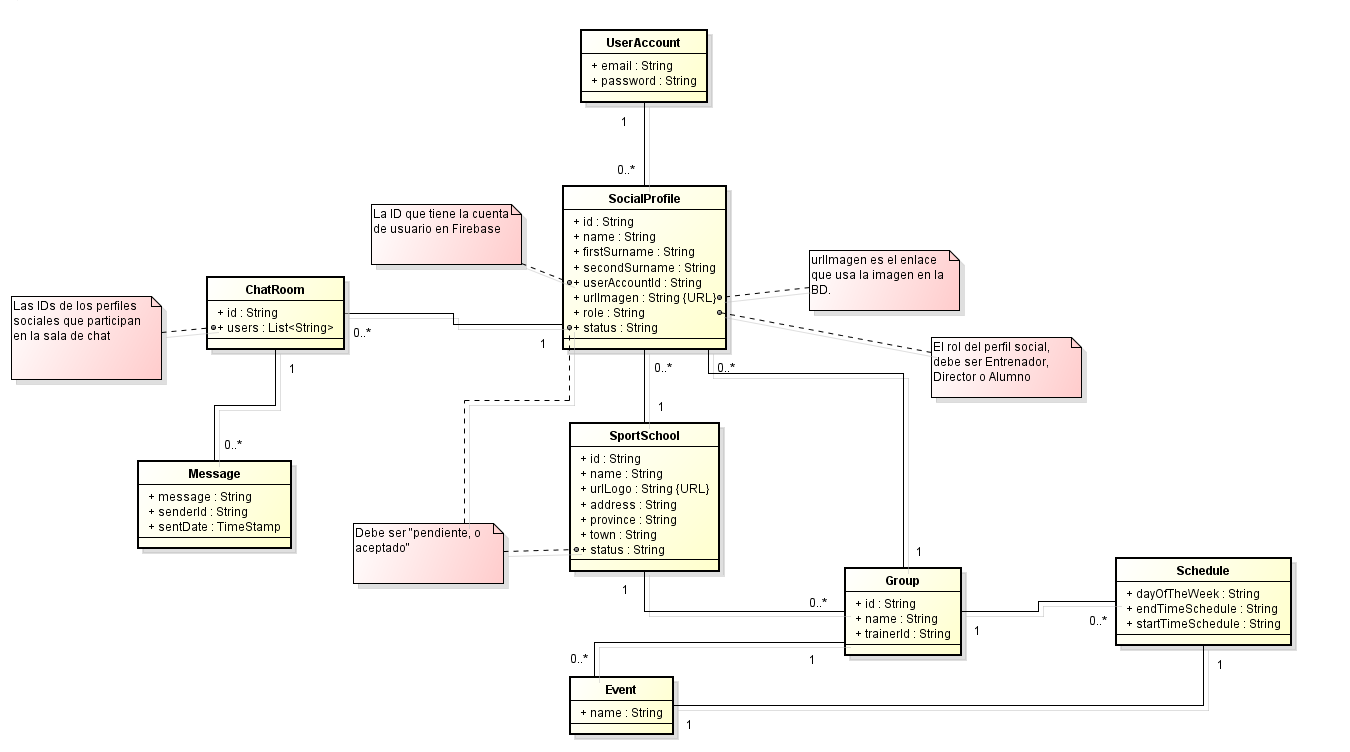 UserAccount
+ email : String
+ password : String
1
0..*
SocialProfile
+ id : String
+ name : String
+ firstSurname : String
+ secondSurname : String
+ userAccountId : String
+ urlImagen : String {URL}
+ role : String
+ status : String
La ID que tiene la cuenta
de usuario en Firebase
urlImagen es el enlace
que usa la imagen en la
BD.
El rol del perfil social,
debe ser Entrenador,
Director o Alumno
Las IDs de los perfiles
sociales que participan
en la sala de chat
ChatRoom
+ id : String
+ users : List<String>
0..*
1
1
0..*
Message
+ message : String
+ senderId : String
+ sentDate : TimeStamp
0..*
0..*
1
SportSchool
+ id : String
+ name : String
+ urlLogo : String {URL}
+ address : String
+ province : String
+ town : String
+ status : String
Debe ser "pendiente, o
aceptado"
1
1
0..*
Group
+ id : String
+ name : String
+ trainerId : String
1
0..*
Schedule
+ dayOfTheWeek : String
+ endTimeSchedule : String
+ startTimeSchedule : String
1
0..*
1
Event
+ name : String
1